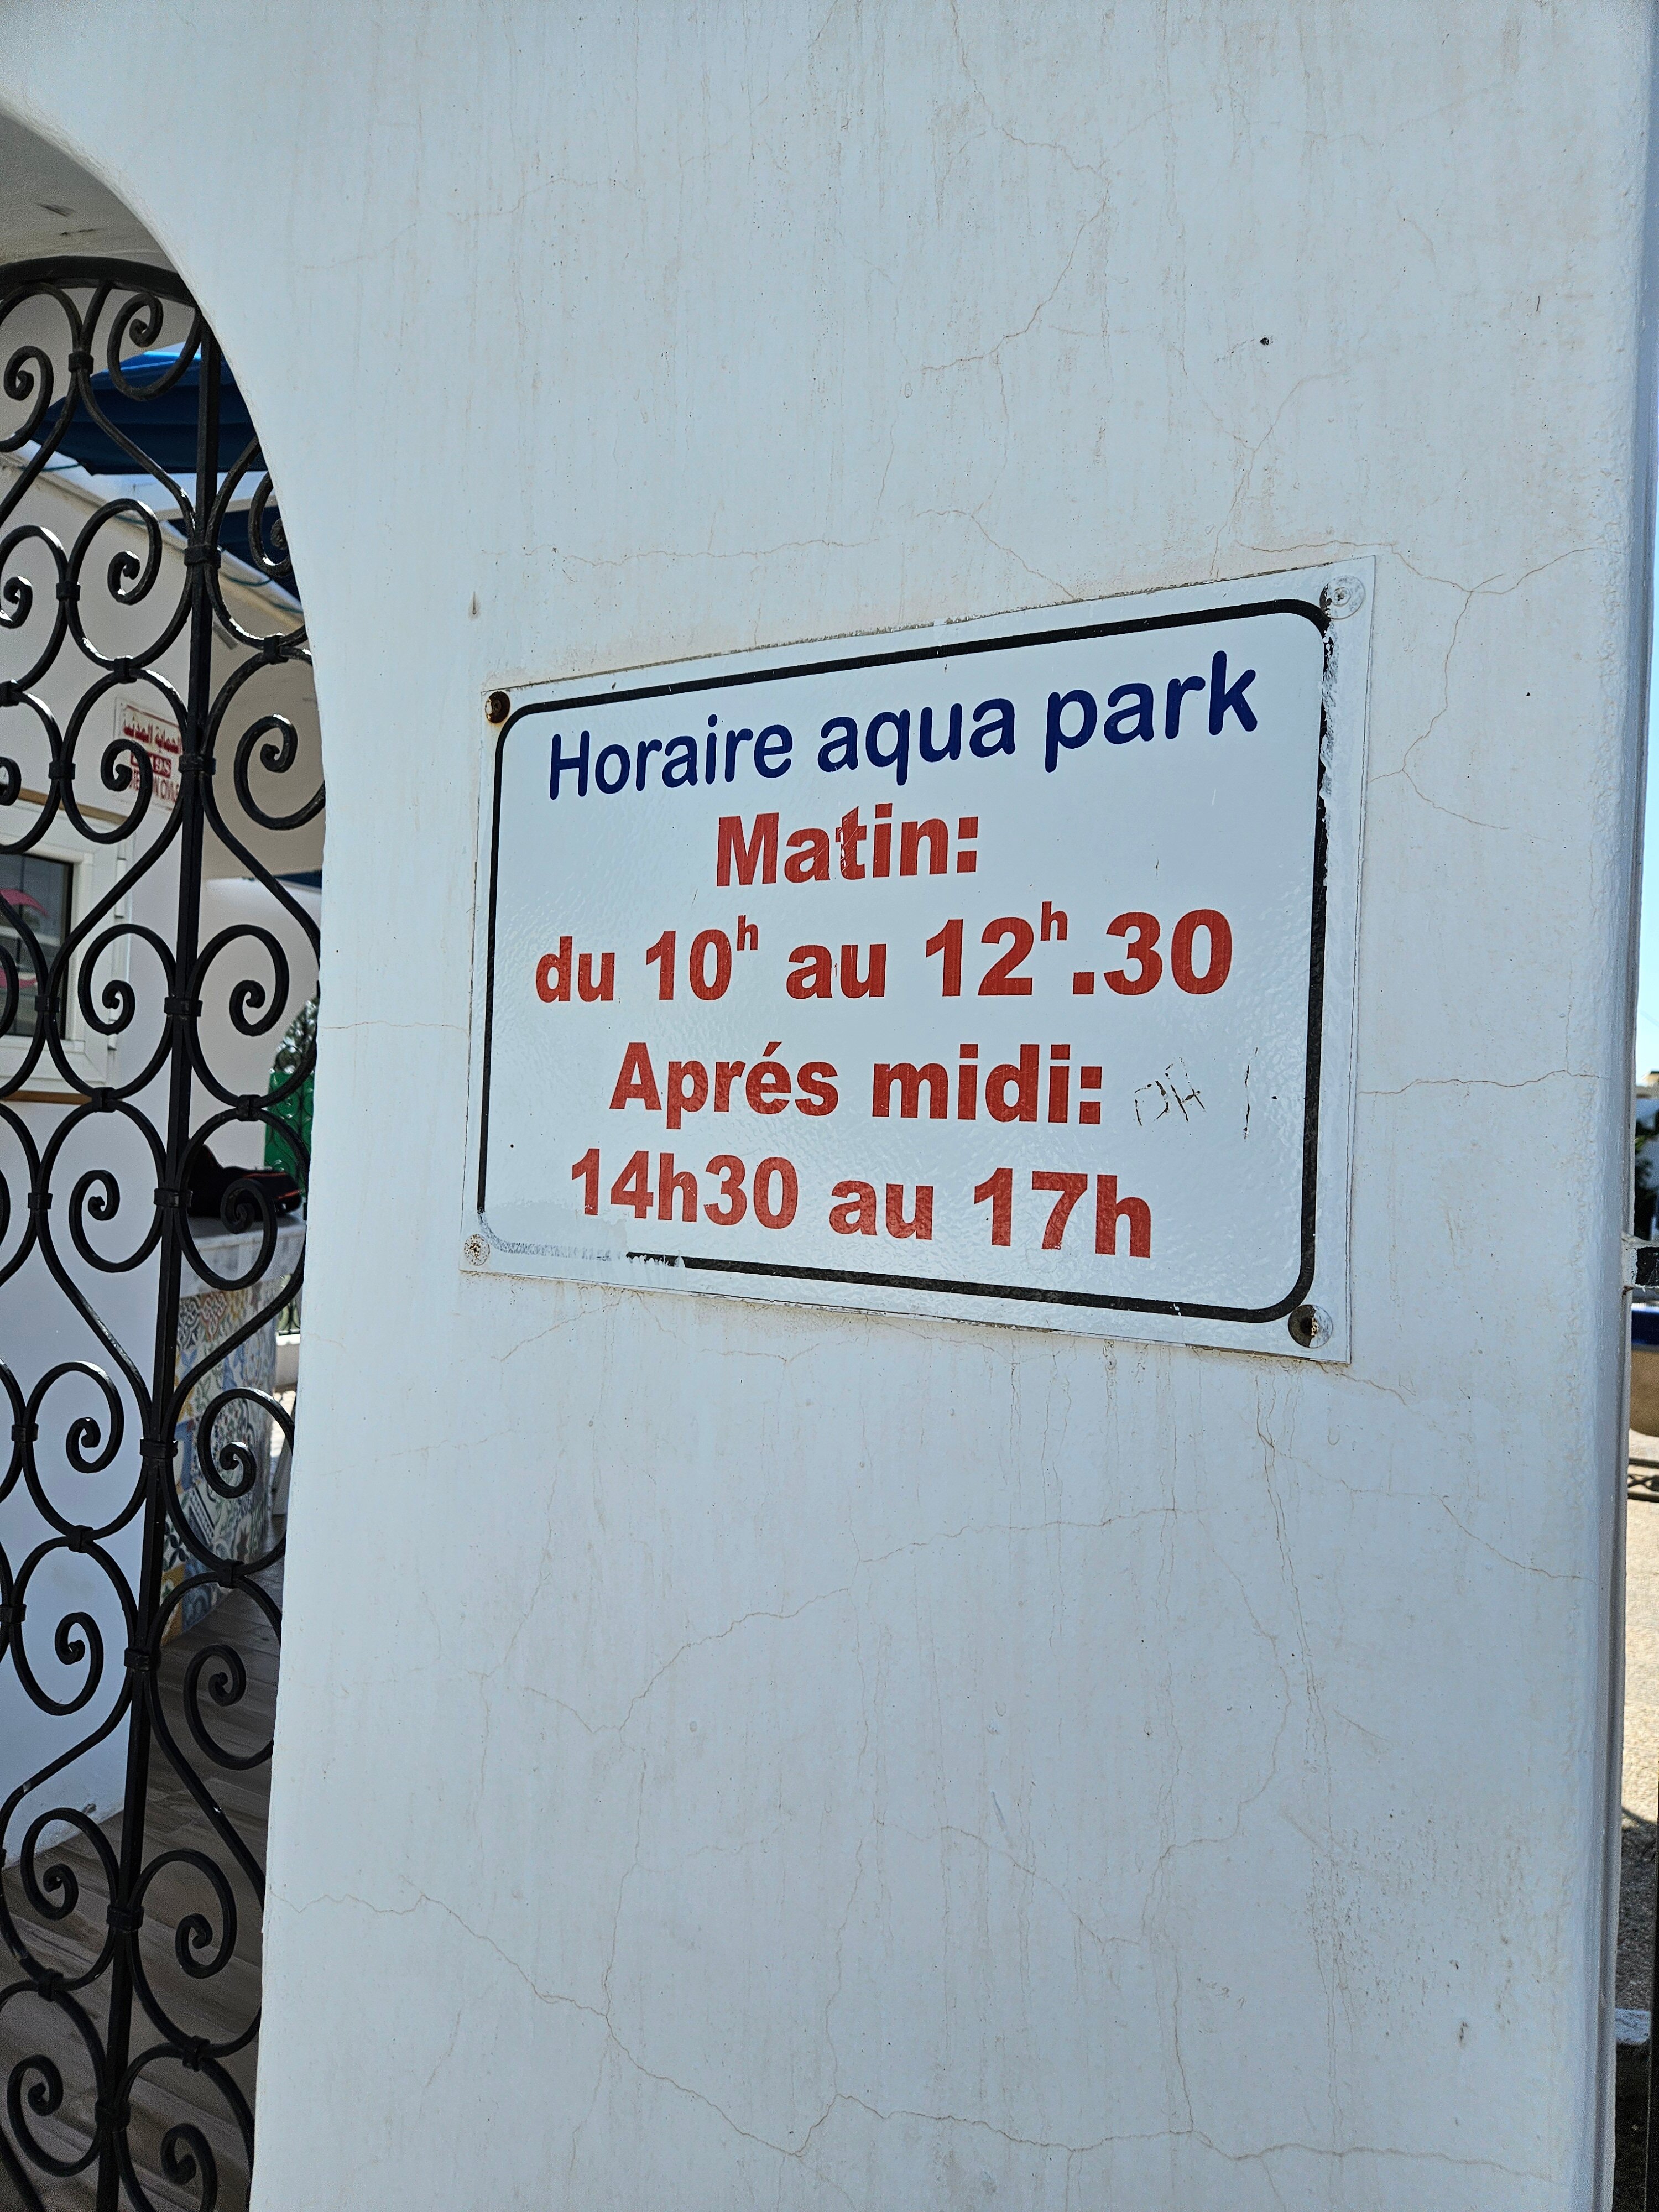 Horaire aqua park
Matin:
du 10h au 12h.30
Aprés midi:
14h30 au 17h